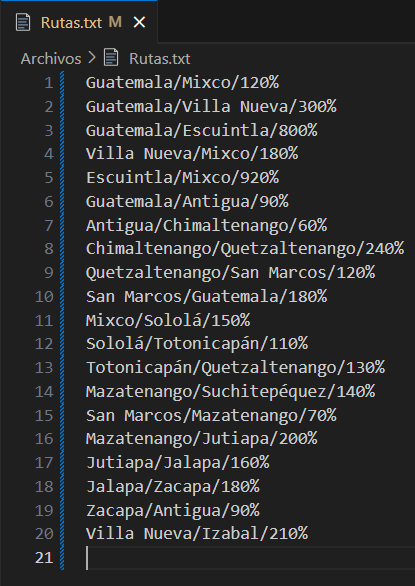 Rutas.txt M
Archivos > Rutas.txt
1 Guatemala/Mixco/120%
2 Guatemala/Villa Nueva/300%
3 Guatemala/Escuintla/800%
4 Villa Nueva/Mixco/180%
5 Escuintla/Mixco/920%
6 Guatemala/Antigua/90%
7 Antigua/Chimaltenango/60%
8 Chimaltenango/Quetzaltenango/240%
9 Quetzaltenango/San Marcos/120%
10 San Marcos/Guatemala/180%
11 Mixco/Sololá/150%
12 Sololá/Totonicapán/110%
13 Totonicapán/Quetzaltenango/130%
14 Mazatenango/Suchitepéquez/140%
15 San Marcos/Mazatenango/70%
16 Mazatenango/Jutiapa/200%
17 Jutiapa/Jalapa/160%
18 Jalapa/Zacapa/180%
19 Zacapa/Antigua/90%
20 Villa Nueva/Izabal/210%
21